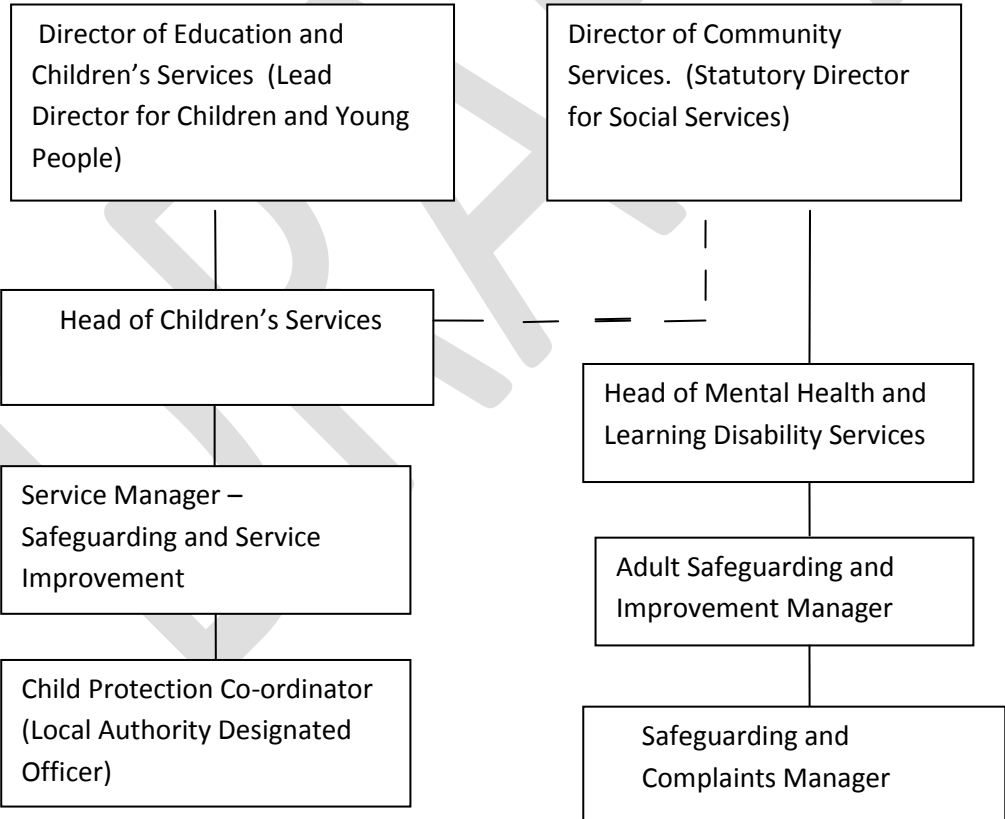 Director of Education and
Children's Services (Lead
Director for Children and Young
People)
Director of Community
Services. (Statutory Director
for Social Services)
Head of Children's Services
Head of Mental Health and
Learning Disability Services
Service Manager –
Safeguarding and Service
Improvement
Adult Safeguarding and
Improvement Manager
Child Protection Co-ordinator
(Local Authority Designated
Officer)
Safeguarding and
Complaints Manager